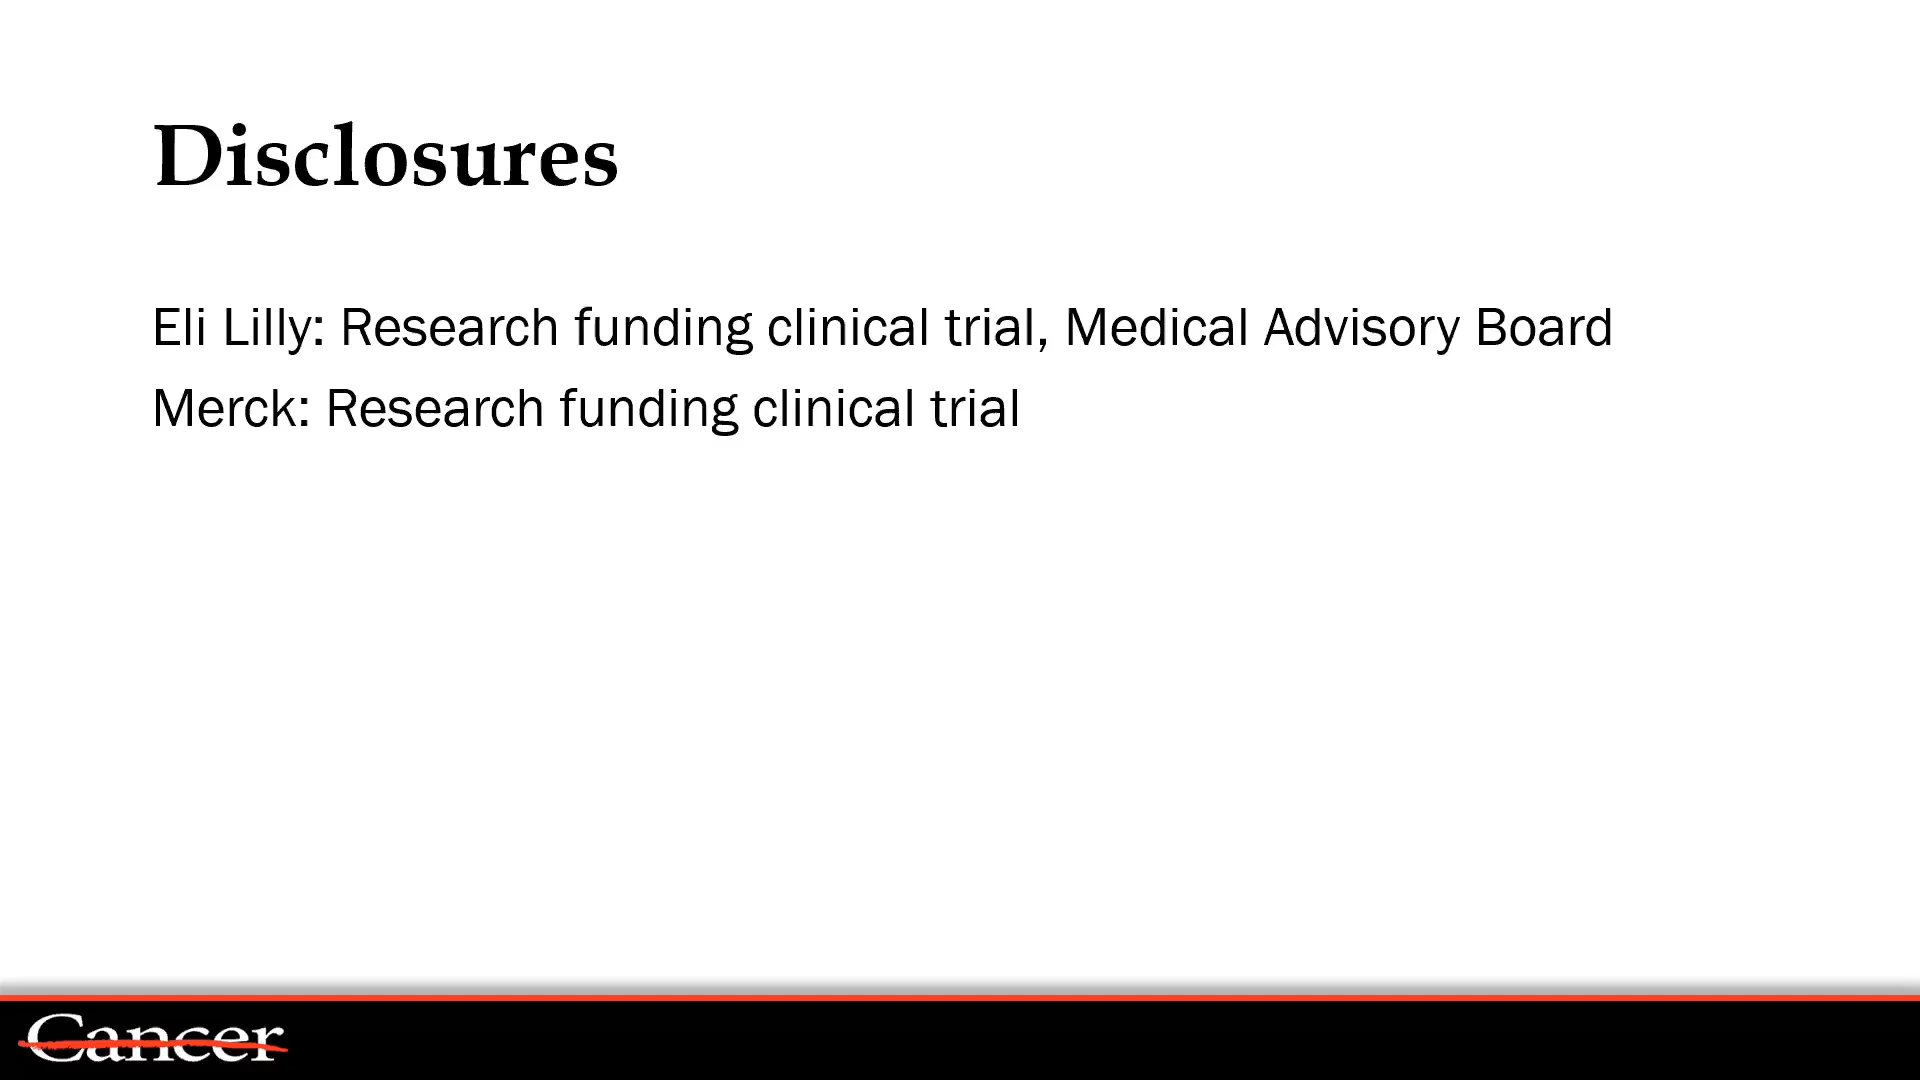 Disclosures
Eli Lilly: Research funding clinical trial, Medical Advisory Board
Merck: Research funding clinical trial
Cancer